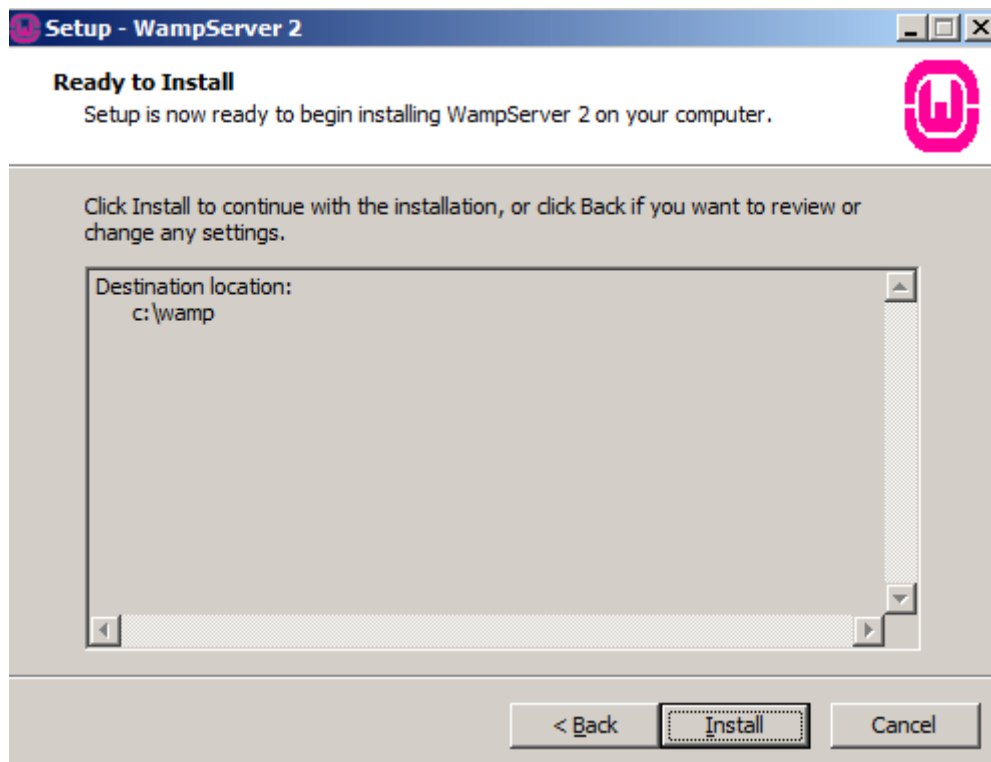 Setup - WampServer 2
Ready to Install
Setup is now ready to begin installing WampServer 2 on your computer.
Click Install to continue with the installation, or click Back if you want to review or
change any settings.
Destination location:
c:\wamp
< Back
Install
Cancel